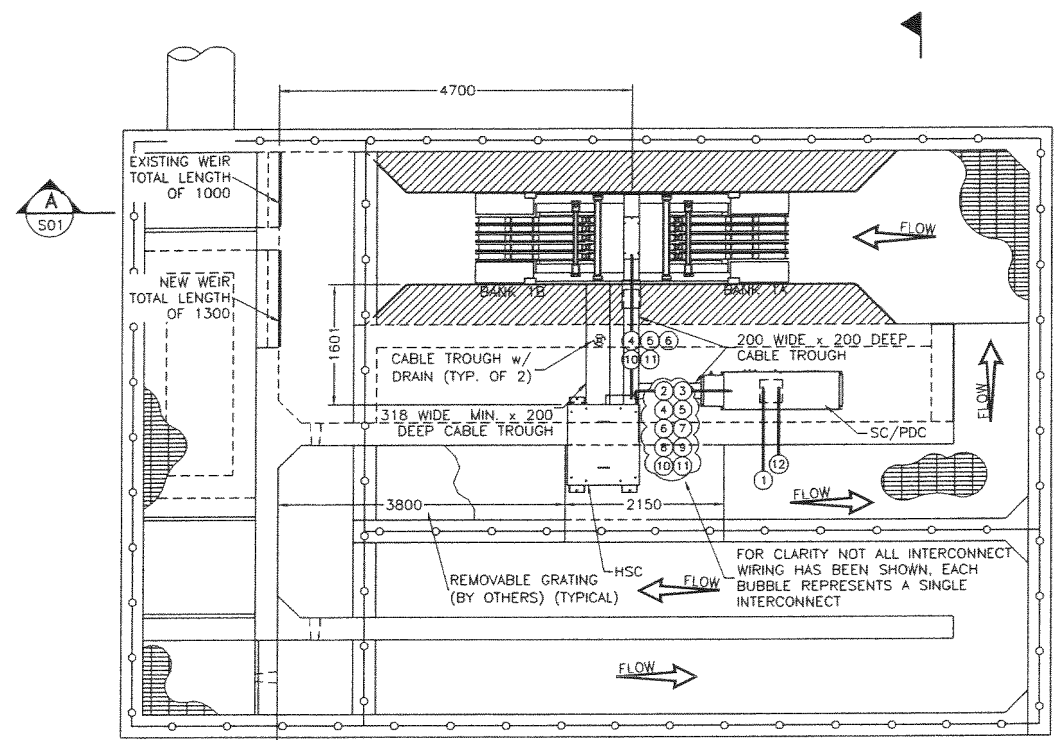 4700
EXISTING WEIR
TOTAL LENGTH
OF 1000
A
S01
FLOW
NEW WEIR
TOTAL LENGTH
OF 1300
BANK 1B
BANK 1A
1601
4 5 6
10 11
200 WIDE x 200 DEEP
CABLE TROUGH
CABLE TROUGH w/
DRAIN (TYP. OF 2)
FLOW
318 WIDE MIN. x 200
DEEP CABLE TROUGH
2 3
4 5
6 7
8 9
10 11
SC/PDC
1
12
FLOW
3800
2150
HSC
REMOVABLE GRATING
(BY OTHERS) (TYPICAL)
FLOW
FOR CLARITY NOT ALL INTERCONNECT
WIRING HAS BEEN SHOWN, EACH
BUBBLE REPRESENTS A SINGLE
INTERCONNECT
FLOW